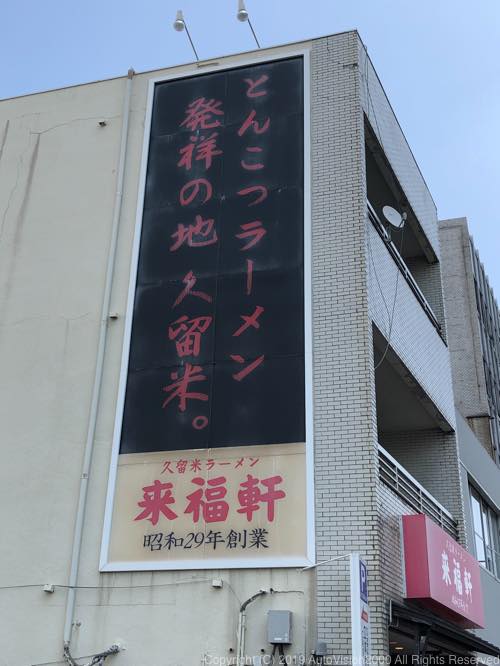 とんこつラーメン
発祥の地 久留米。
久留米ラーメン
来福軒
昭和29年創業
来福軒
P
Copyright (C) 2019 AutoVision2000 All Rights Reserved